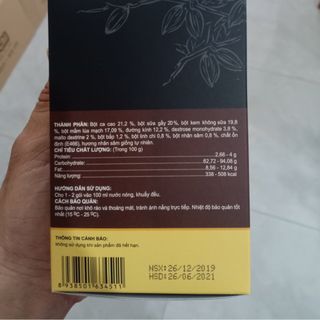 THÀNH PHẦN: Bột ca cao 21,2 %, bột sữa gầy 20%, bột kem không sữa 19,8
%, bột mầm lúa mạch 17,09 %, đường kính 12,2 %, dextrose monohydrate 3,8 %,
malto dextrine 2 %, bột bắp 1,2 %, bột linh chi 0,8 %, bột nhân sâm 0,8 %, chất ổn
định (E466), hương nhân sâm giống tự nhiên.
CHỈ TIÊU CHẤT LƯỢNG: (Trong 100 g)
Protein 2,66 - 4 g
Carbohydrate: 82,72 - 94,08 g
Fat: 8,56 - 12,84 g
Năng lượng: 338 - 508 kcal
HƯỚNG DẪN SỬ DỤNG:
Cho 1 - 2 gói vào 100 ml nước nóng, khuấy đều.
CÁCH BẢO QUẢN:
Bảo quản nơi khô ráo và thoáng mát, tránh ánh nắng trực tiếp. Nhiệt độ bảo quản tốt
nhất (15 ºC - 25 ºC).
THÔNG TIN CẢNH BÁO:
Không sử dụng khi sản phẩm đã hết hạn.
NSX:26/12/2019
HSD:26/06/2021
8 938501 634511